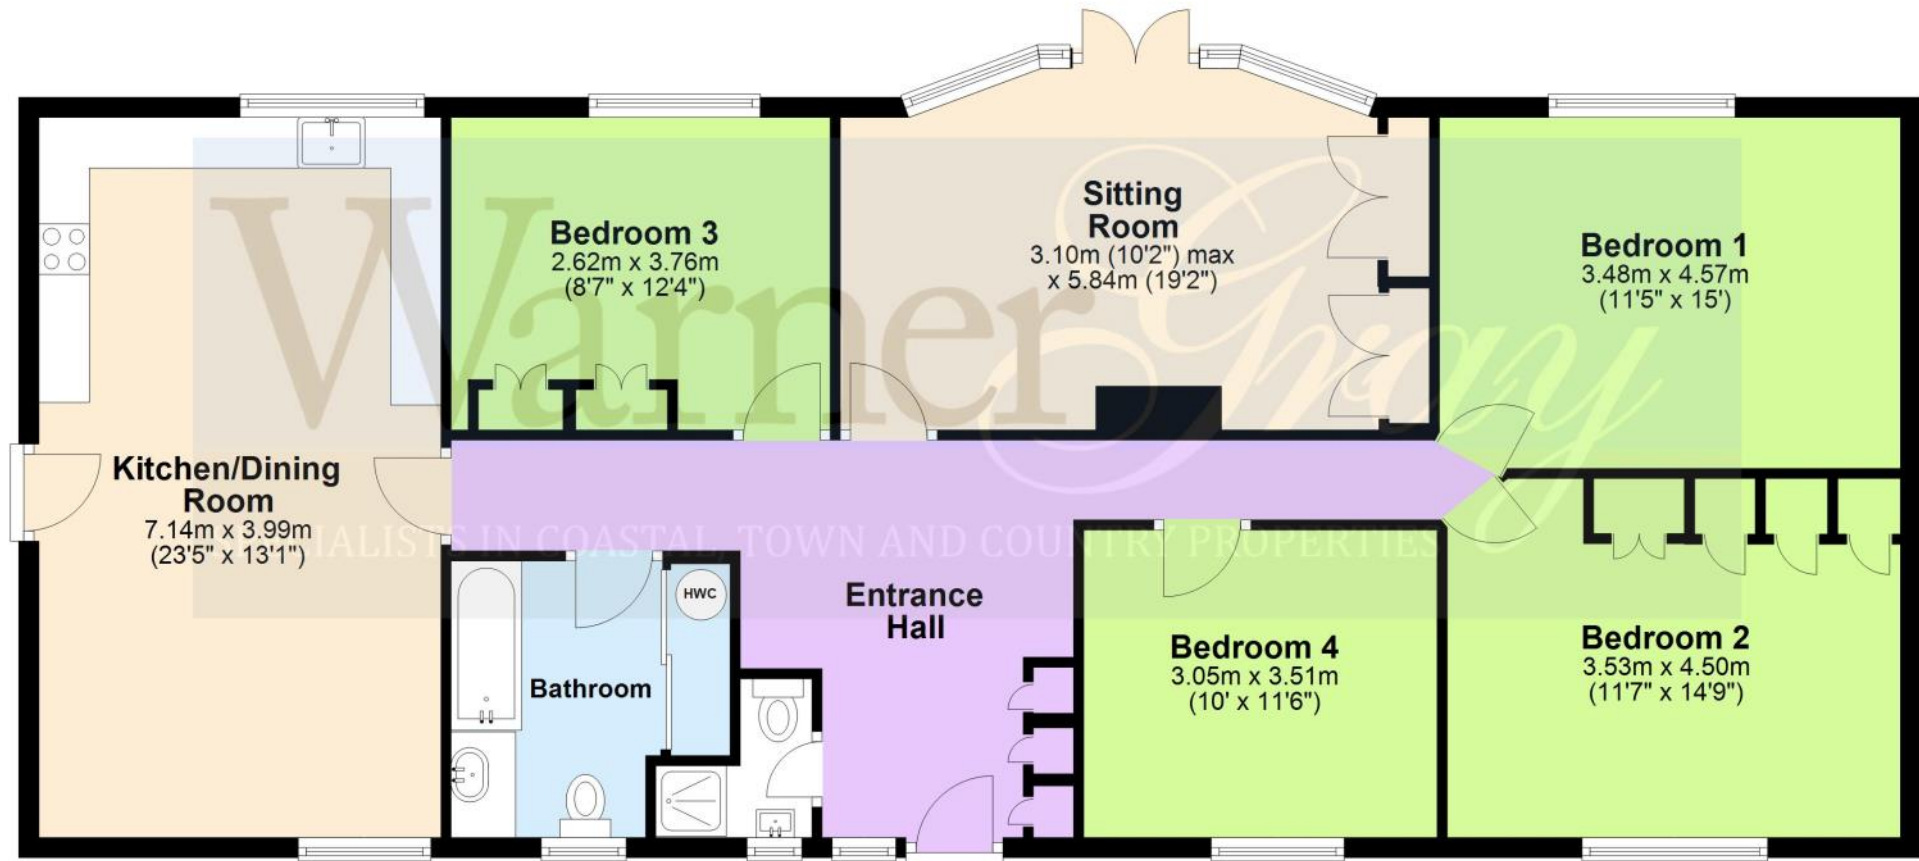 Warner Gray
SPECIALISTS IN COASTAL, TOWN AND COUNTRY PROPERTIES
Kitchen/Dining
Room
7.14m x 3.99m
(23'5" x 13'1")
Bedroom 3
2.62m x 3.76m
(8'7" x 12'4")
Sitting
Room
3.10m (10'2") max
x 5.84m (19'2")
Bedroom 1
3.48m x 4.57m
(11'5" x 15')
Bathroom
HWC
Entrance
Hall
Bedroom 4
3.05m x 3.51m
(10' x 11'6")
Bedroom 2
3.53m x 4.50m
(11'7" x 14'9")